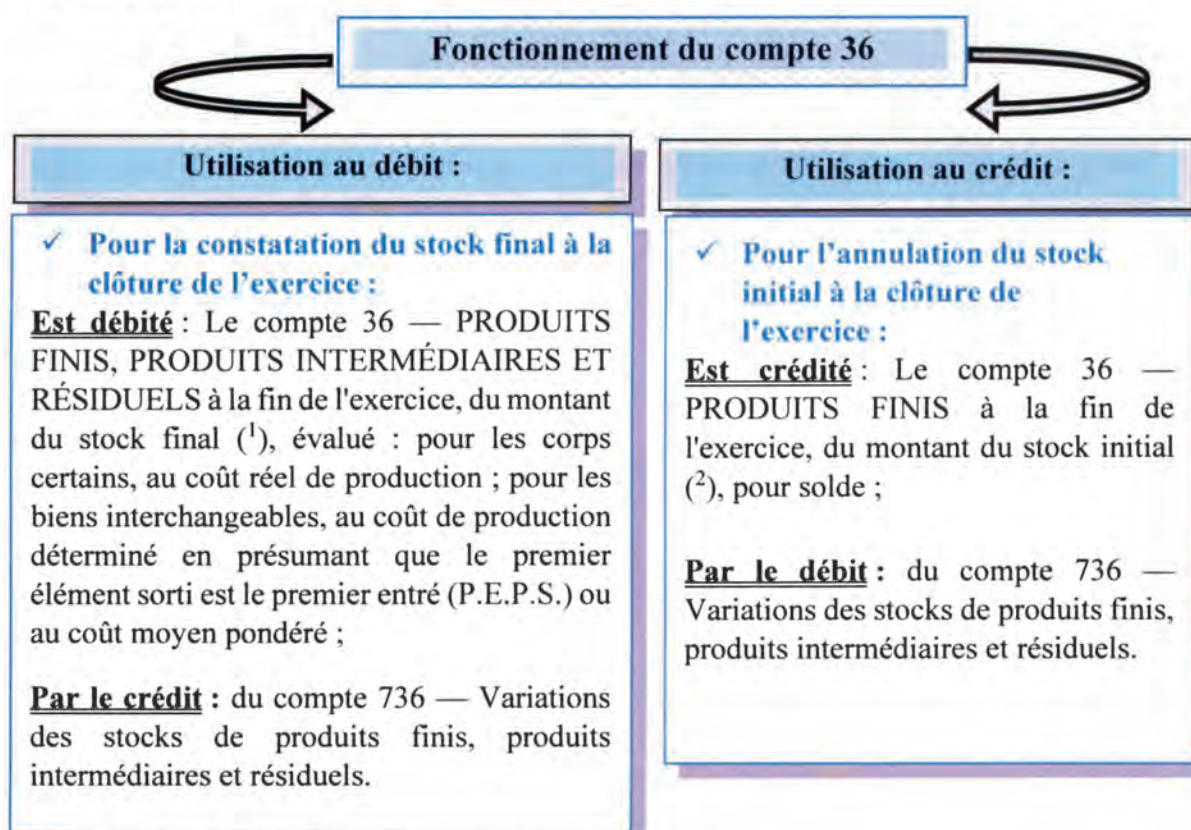 Fonctionnement du compte 36
Utilisation au débit :
✓ Pour la constatation du stock final à la
clôture de l'exercice :
Est débité : Le compte 36 — PRODUITS
FINIS, PRODUITS INTERMÉDIAIRES ET
RÉSIDUELS à la fin de l'exercice, du montant
du stock final (¹), évalué : pour les corps
certains, au coût réel de production ; pour les
biens interchangeables, au coût de production
déterminé en présumant que le premier
élément sorti est le premier entré (P.E.P.S.) ou
au coût moyen pondéré ;
Par le crédit : du compte 736 — Variations
des stocks de produits finis, produits
intermédiaires et résiduels.
Utilisation au crédit :
✓ Pour l'annulation du stock
initial à la clôture de
l'exercice :
Est crédité : Le compte 36 —
PRODUITS FINIS à la fin de
l'exercice, du montant du stock initial
(²), pour solde ;
Par le débit : du compte 736 —
Variations des stocks de produits finis,
produits intermédiaires et résiduels.